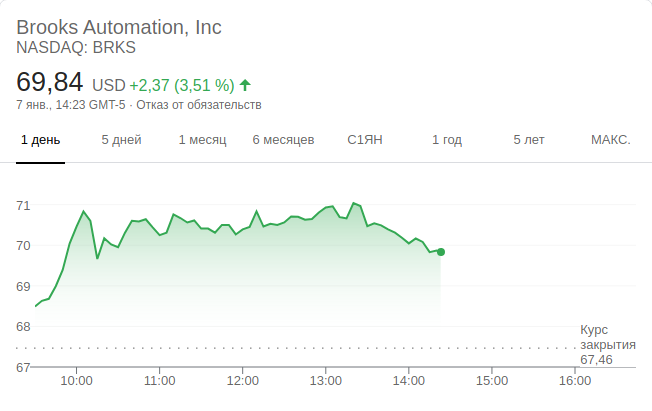 Brooks Automation, Inc
NASDAQ: BRKS
69,84 USD +2,37 (3,51 %)
7 янв., 14:23 GMT-5 · Отказ от обязательств
1 день 5 дней 1 месяц 6 месяцев С1ЯН 1 год 5 лет МАКС.
71
70
69
68
Курс
закрытия
67,46
67
10:00 11:00 12:00 13:00 14:00 15:00 16:00